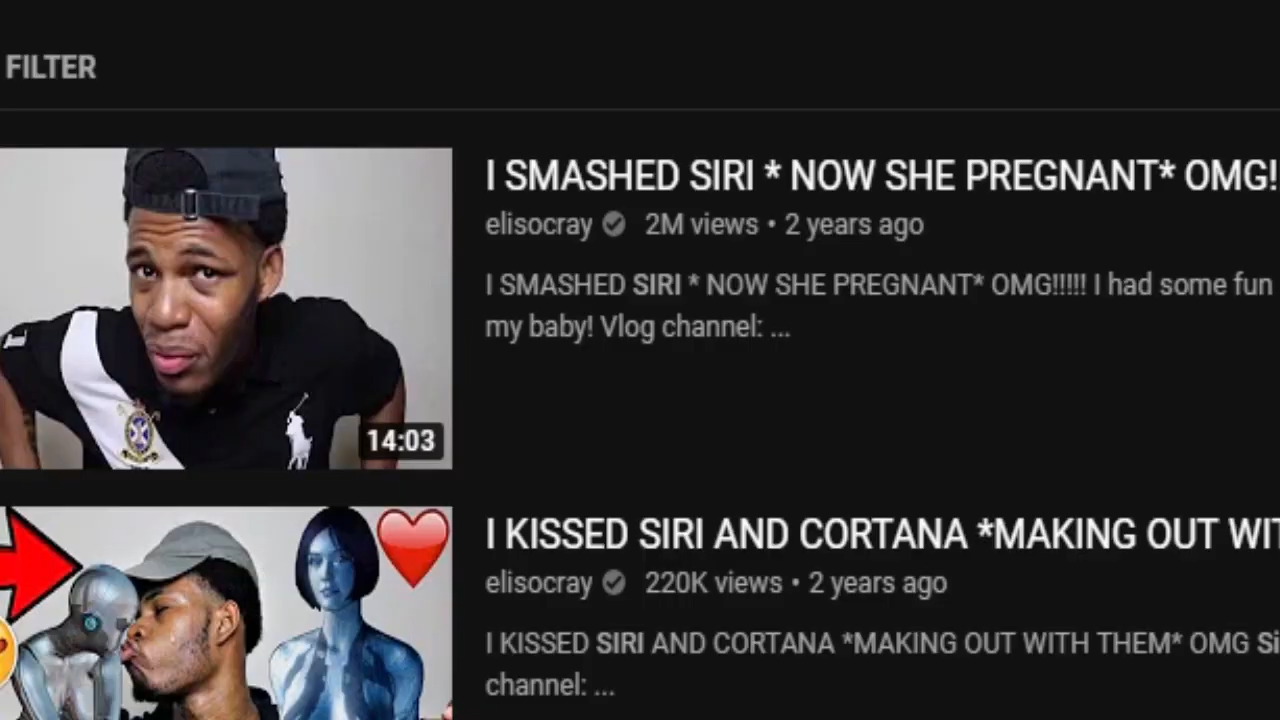 FILTER
I SMASHED SIRI * NOW SHE PREGNANT* OMG!
elisocray 2M views • 2 years ago
I SMASHED SIRI * NOW SHE PREGNANT* OMG!!!!! I had some fun
my baby! Vlog channel: ...
14:03
I KISSED SIRI AND CORTANA *MAKING OUT WIT
elisocray 220K views • 2 years ago
I KISSED SIRI AND CORTANA *MAKING OUT WITH THEM* OMG Si
channel: ...